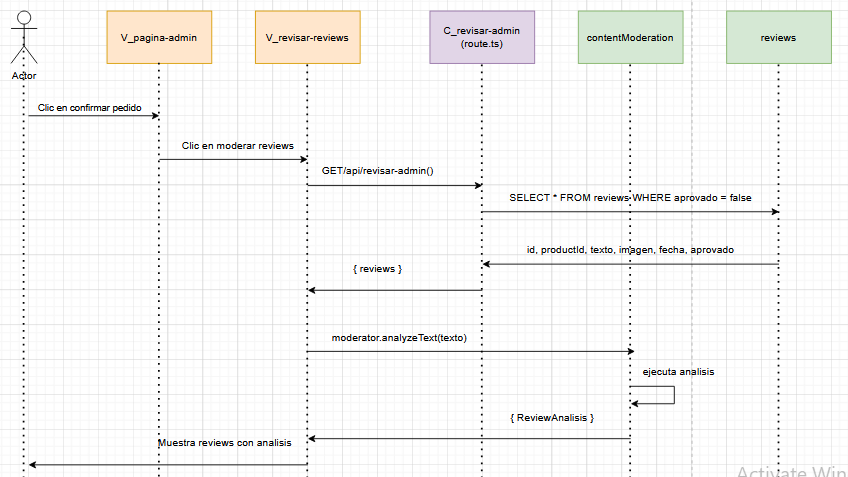 V_pagina-admin
V_revisar-reviews
C_revisar-admin
(route.ts)
contentModeration
reviews
Actor
Clic en confirmar pedido
Clic en moderar reviews
GET/api/revisar-admin()
SELECT * FROM reviews WHERE aprovado = false
id, productId, texto, imagen, fecha, aprovado
{ reviews }
moderator.analyzeText(texto)
ejecuta analisis
{ ReviewAnalisis }
Muestra reviews con analisis
Activate Win